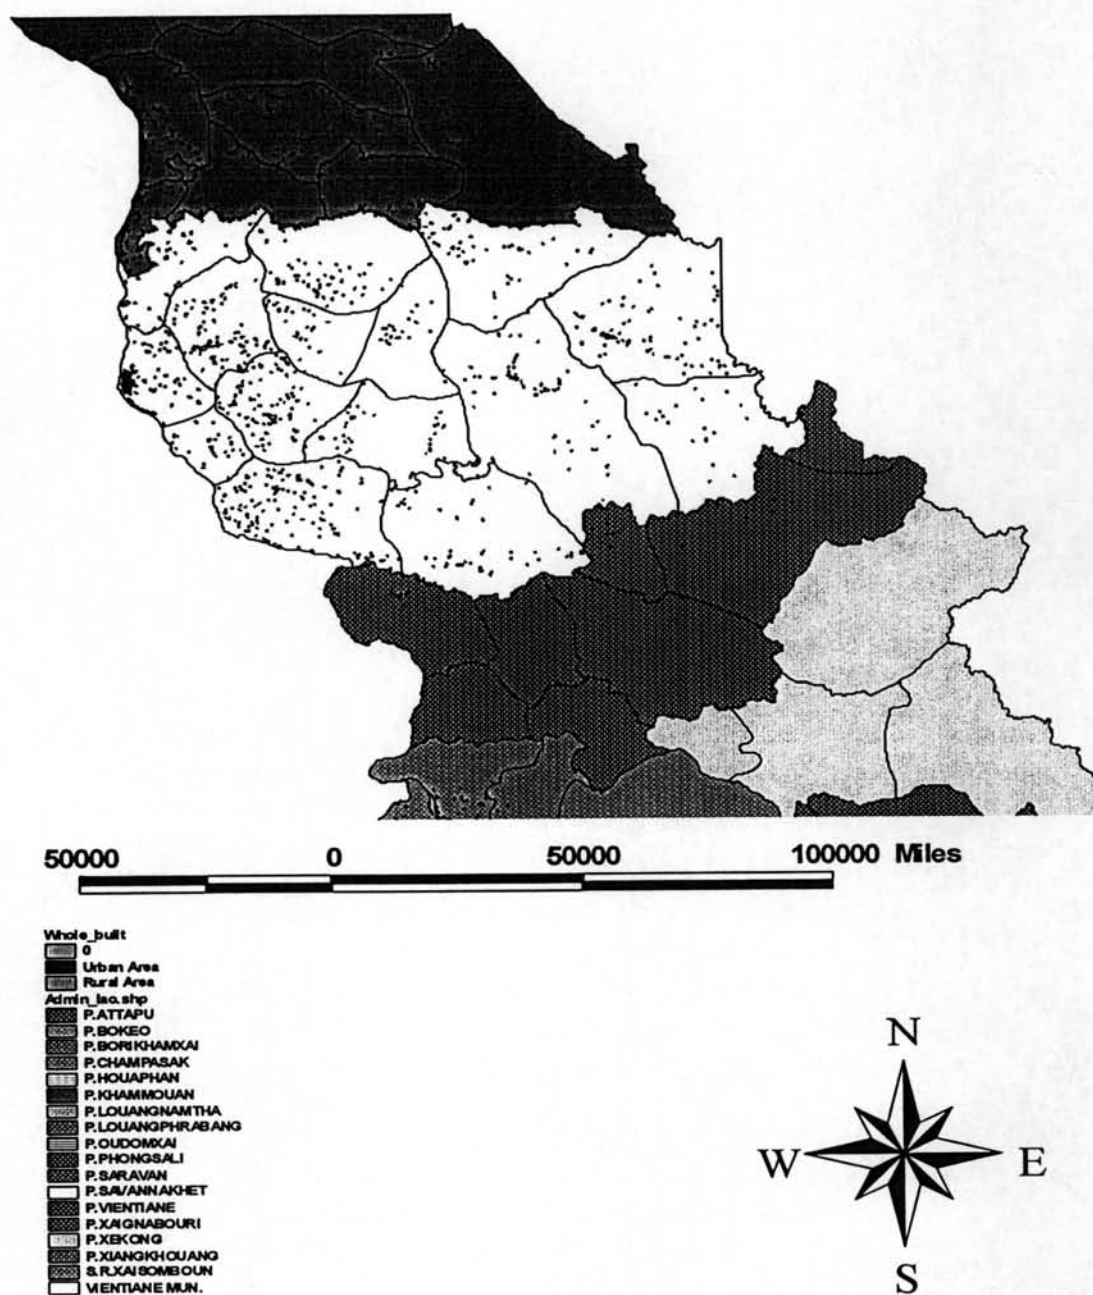 50000 0 50000 100000 Miles
Whole_built
0
Urban Area
Rural Area
Admin_lao.shp
P.ATTAPU
P.BOKEO
P.BORIKHAMXAI
P.CHAMPASAK
P.HOUAPHAN
P.KHAMMOUAN
P.LOUANGNAMTHA
P.LOUANGPHRABANG
P.OUDOMXAI
P.PHONGSALI
P.SARAVAN
P.SAVANNAKHET
P.VIENTIANE
P.XAIGNABOURI
P.XEKONG
P.XIANGKHOUANG
S.R.XAISOMBOUN
VIENTIANE MUN.
N
W E
S